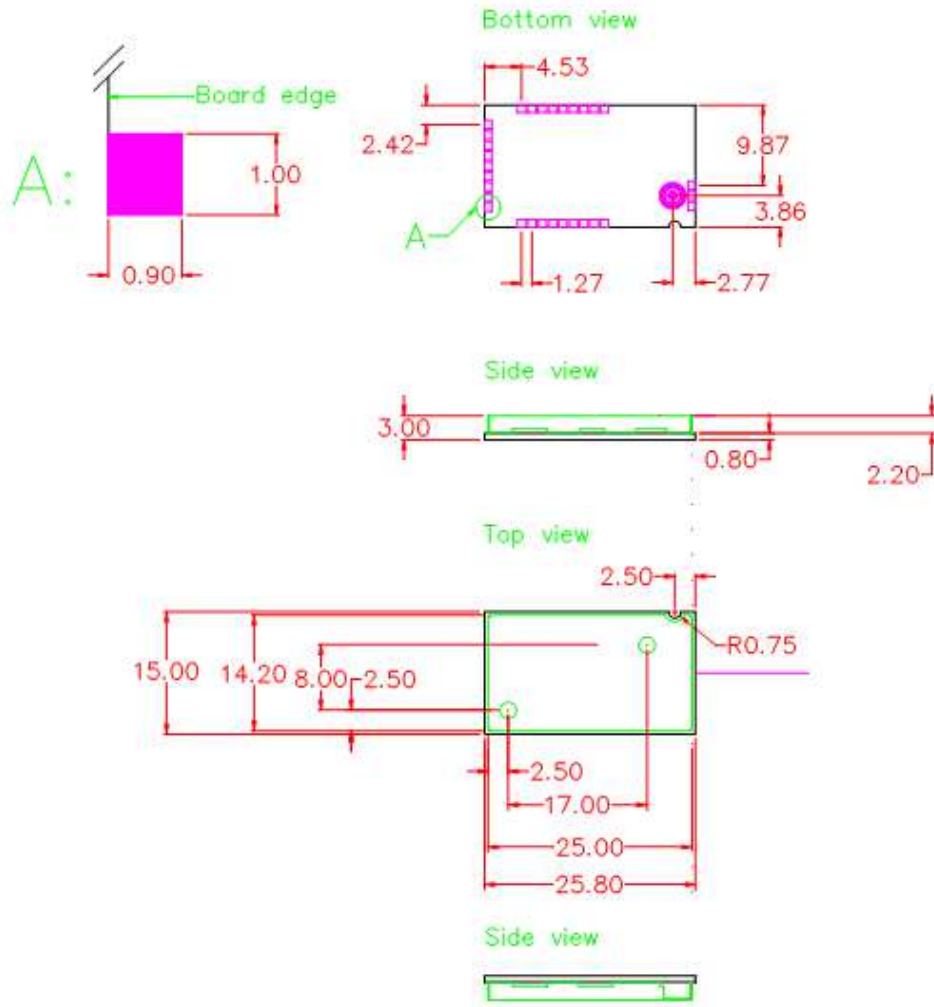 Bottom view
4.53
Board edge
2.42
9.87
A:
1.00
3.86
A
0.90
1.27
2.77
Side view
3.00
0.80
2.20
Top view
2.50
R0.75
15.00
14.20
8.00
2.50
2.50
17.00
25.00
25.80
Side view